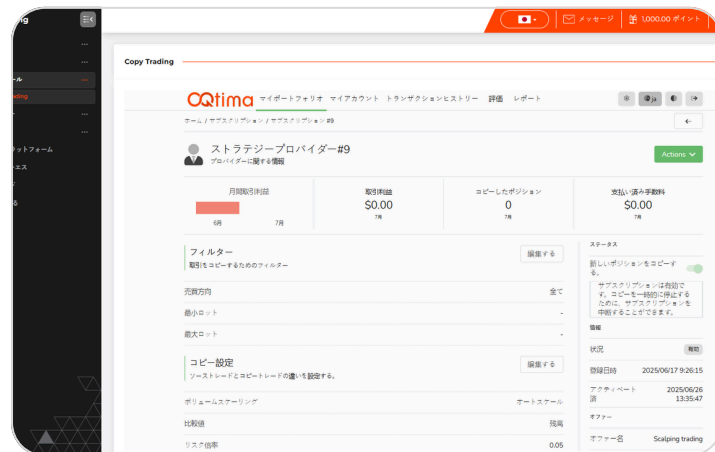 メッセージ
1,000.00 ポイント
Copy Trading
OQtima
マイポートフォリオ マイアカウント トランザクションヒストリー 評価 レポート
ja
ホーム / サブスクリプション / サブスクリプション #9
ストラテジープロバイダー#9
プロバイダーに関する情報
Actions
月間取引利益
6月 7月
取引利益
$0.00
7月
コピーしたポジション
0
7月
支払い済み手数料
$0.00
7月
フィルター
取引をコピーするためのフィルター
編集する
売買方向 全て
最小ロット -
最大ロット -
コピー設定
ソーストレードとコピートレードの違いを設定する。
編集する
ボリュームスケーリング オートスケール
比較値 残高
リスク倍率 0.05
ステータス
新しいポジションをコピーす
る。
サブスクリプションは有効で
す。コピーを一時的に停止する
ために、サブスクリプションを
中断することができます。
情報
状況 有効
登録日時 2025/06/17 9:26:15
アクティベート 2025/06/26
済 13:35:47
オファー
オファー名 Scalping trading